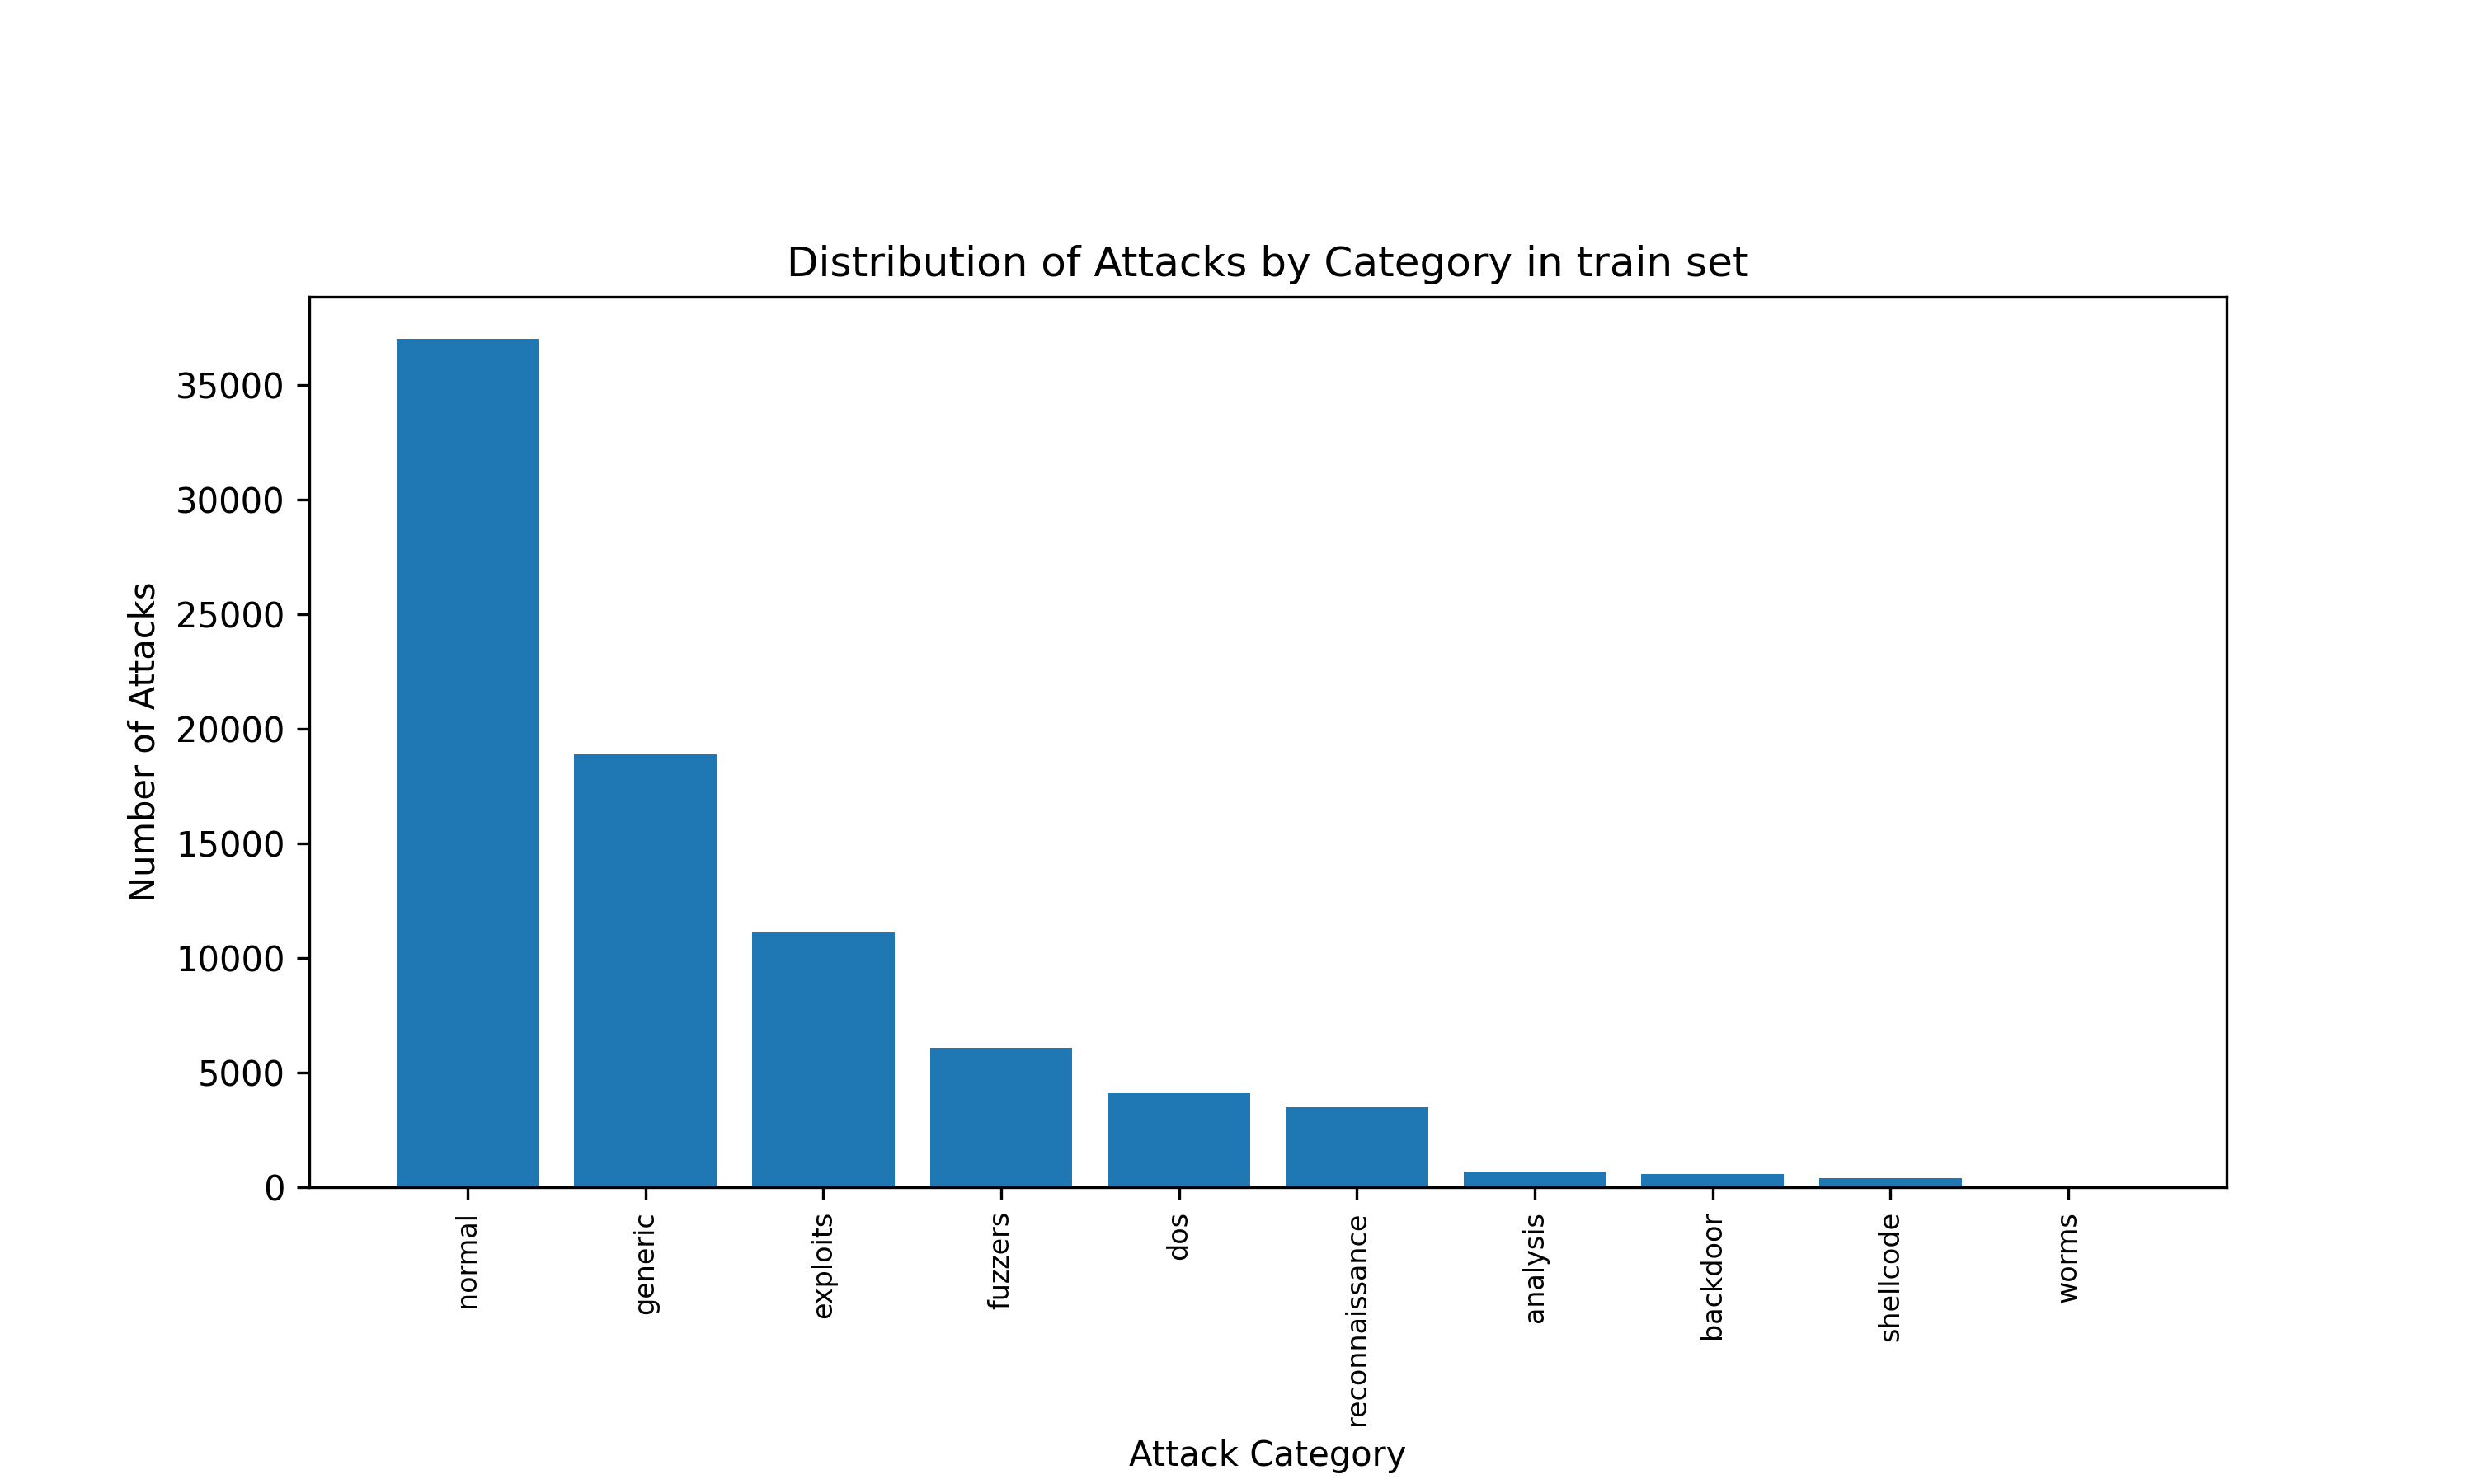 Distribution of Attacks by Category in train set
Number of Attacks
35000
30000
25000
20000
15000
10000
5000
0
normal
generic
exploits
fuzzers
dos
reconnaissance
analysis
backdoor
shellcode
worms
Attack Category